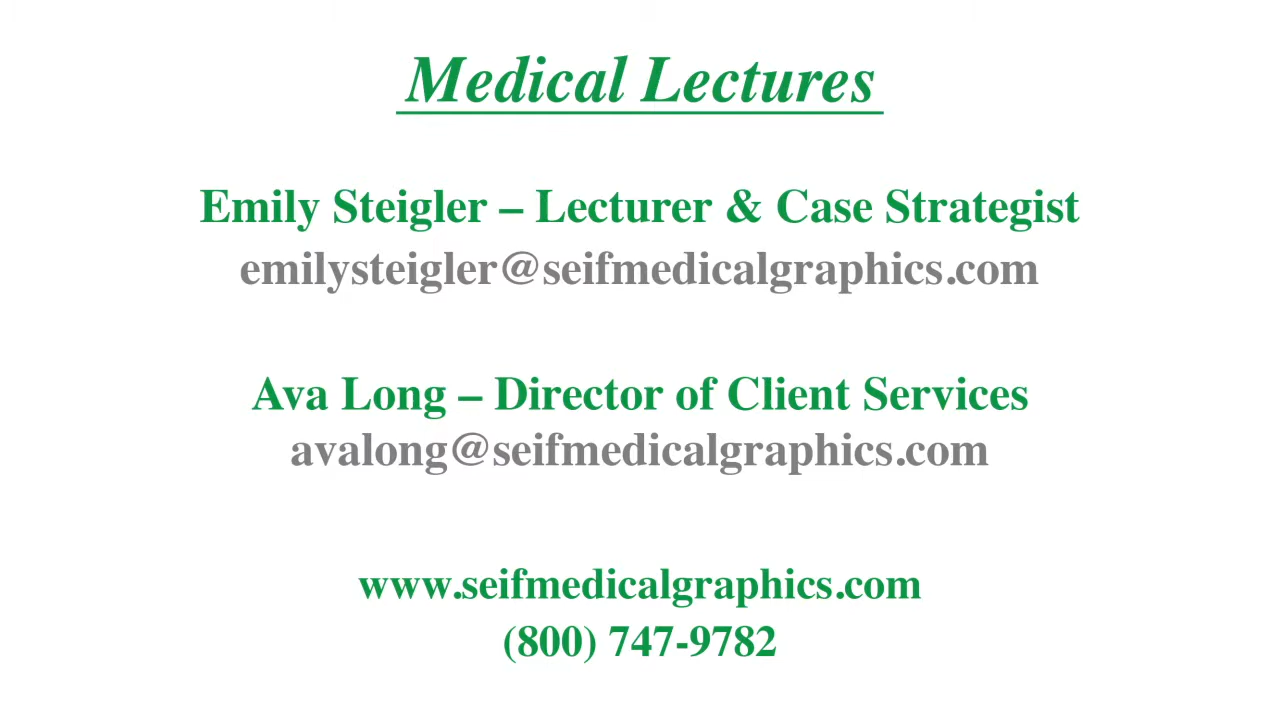 Medical Lectures
Emily Steigler – Lecturer & Case Strategist
emilysteigler@seifmedicalgraphics.com
Ava Long – Director of Client Services
avalong@seifmedicalgraphics.com
www.seifmedicalgraphics.com
(800) 747-9782